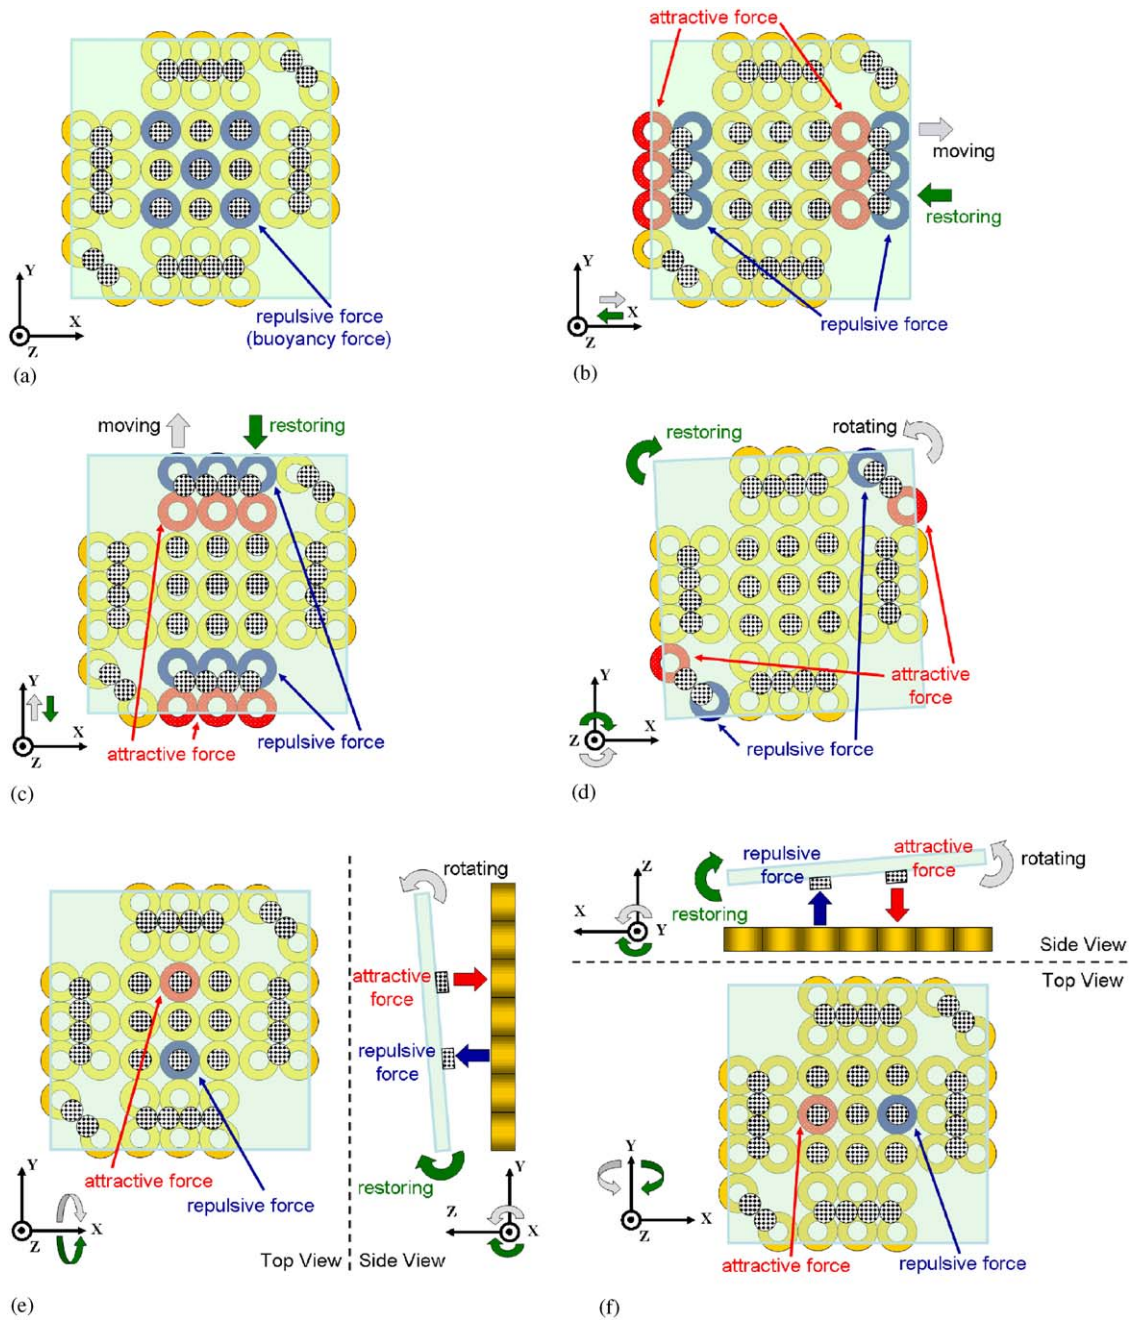 Y
X
Z
repulsive force
(buoyancy force)
(a)
attractive force
moving
restoring
Y
X
Z
repulsive force
(b)
moving
restoring
Y
X
Z
attractive force
repulsive force
(c)
restoring
rotating
attractive
force
Y
Z
X
repulsive force
(d)
attractive force
repulsive force
Y
X
Z
Top View
rotating
attractive
force
repulsive
force
restoring
Y
Z
X
Side View
(e)
repulsive
force
attractive
force
rotating
restoring
Z
X
Y
Side View
Top View
Y
X
Z
attractive force
repulsive force
(f)